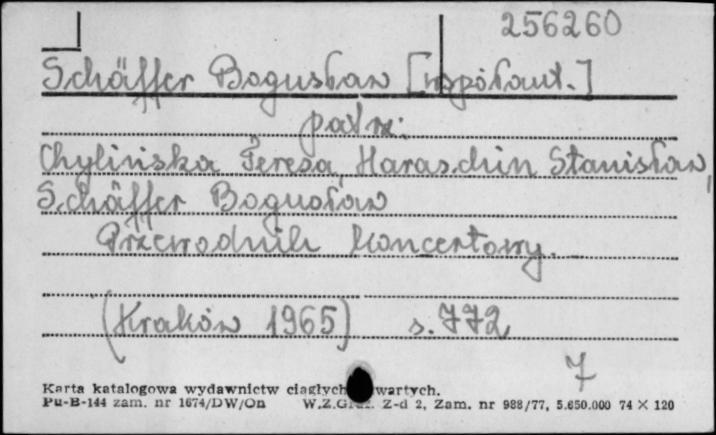 256260
Schäffer Bogusław [współaut.]
patrz:
Chylińska Teresa, Haraschin Stanisław,
Schäffer Bogusław
Przewodnik koncertowy.
(Kraków 1965) s. 772
7
Karta katalogowa wydawnictw ciągłych wartych.
Pu-B-144 zam. nr 1674/DW/On W.Z.Graf. Z-d 2, Zam. nr 988/77, 5.650.000 74 X 120